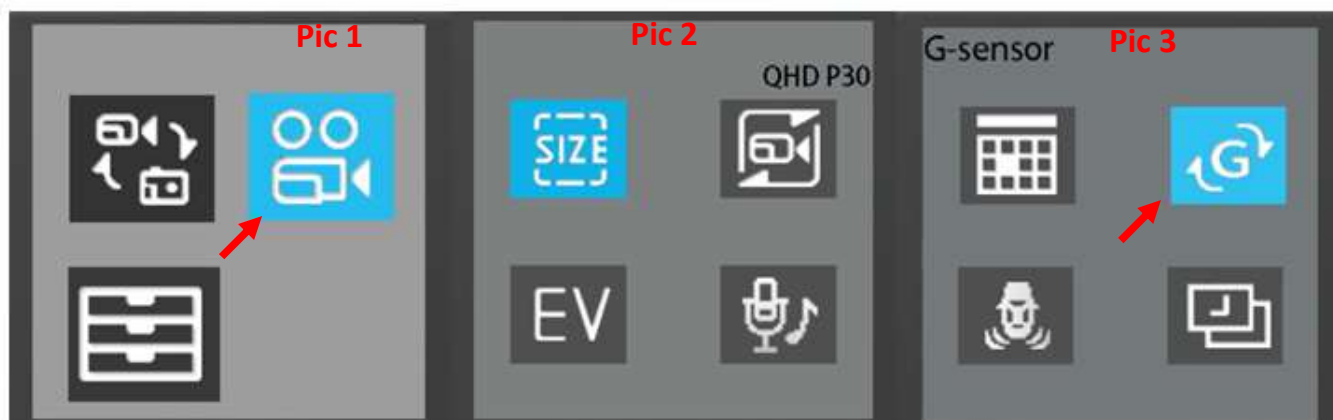 Pic 1
Pic 2
QHD P30
SIZE
EV
G-sensor
Pic 3
G